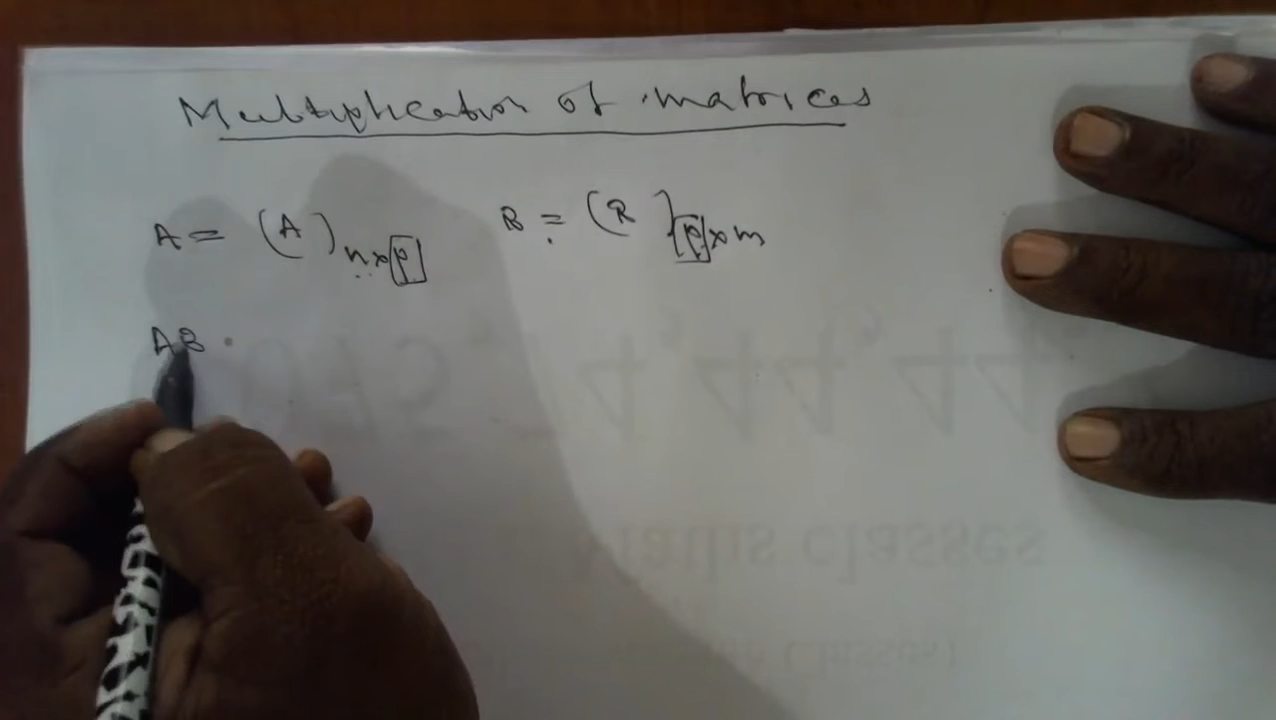 Multiplication of matrices
A = (A)n×p B = (B)p×m
AB